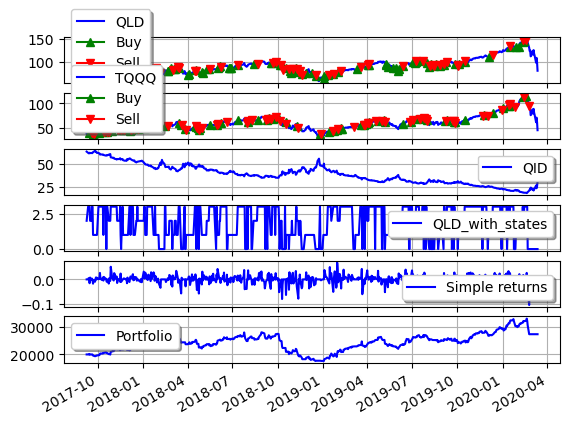 QLD
Buy
Sell
150
100
TQQQ
Buy
Sell
100
50
QID
50
25
QLD_with_states
2.5
0.0
Simple returns
0.0
−0.1
Portfolio
30000
20000
2017-10
2018-01
2018-04
2018-07
2018-10
2019-01
2019-04
2019-07
2019-10
2020-01
2020-04